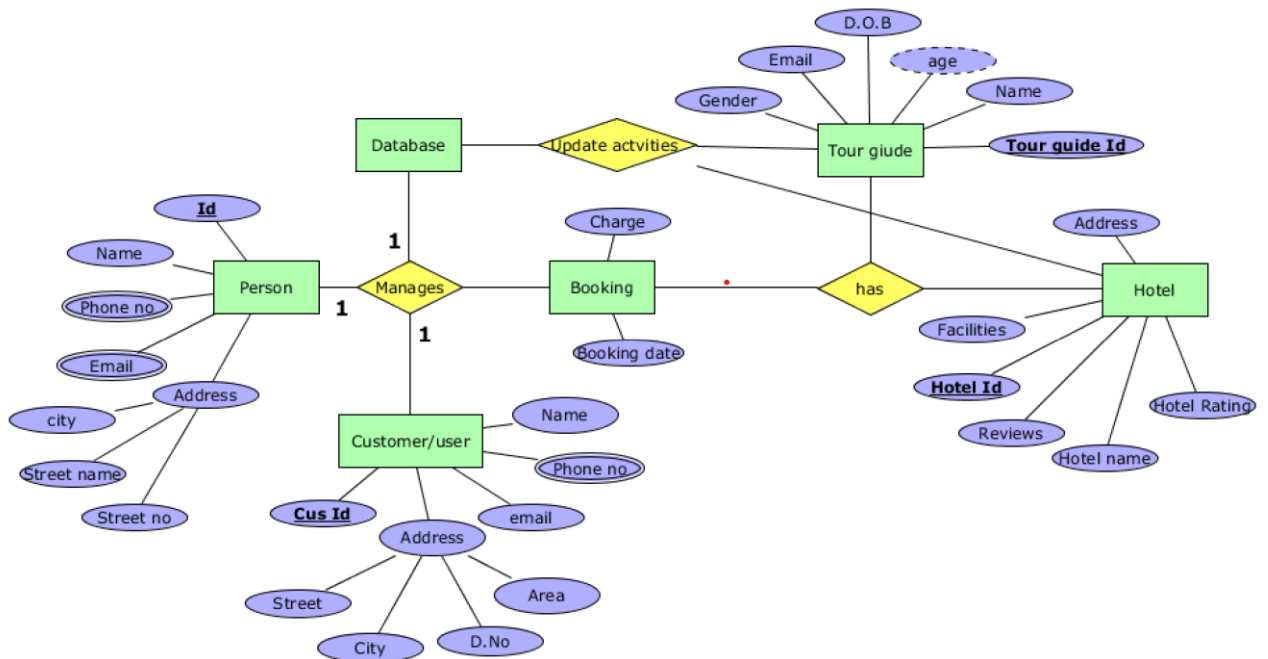 D.O.B
Email
age
Gender
Name
Database
Update actvities
Tour giude
Tour guide Id
Id
Charge
Address
Name
1
Person
Manages
Booking
has
Hotel
Phone no
1
Facilities
1
Booking date
Email
Hotel Id
Address
Hotel Rating
city
Name
Reviews
Customer/user
Hotel name
Phone no
Street name
Cus Id
email
Street no
Address
Area
Street
City
D.No